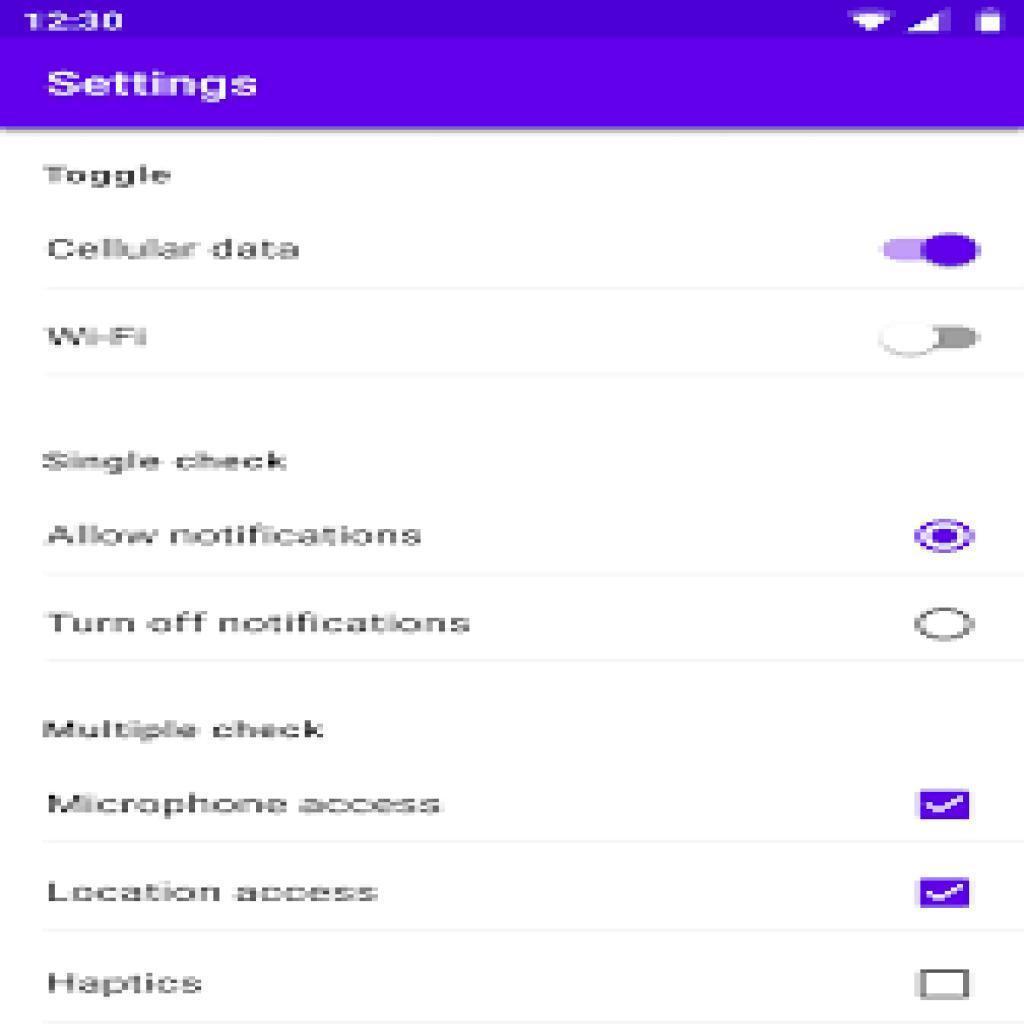 12:30
Settings
Toggle
Cellular data
Wi-Fi
Single check
Allow notifications
Turn off notifications
Multiple check
Microphone access
Location access
Haptics